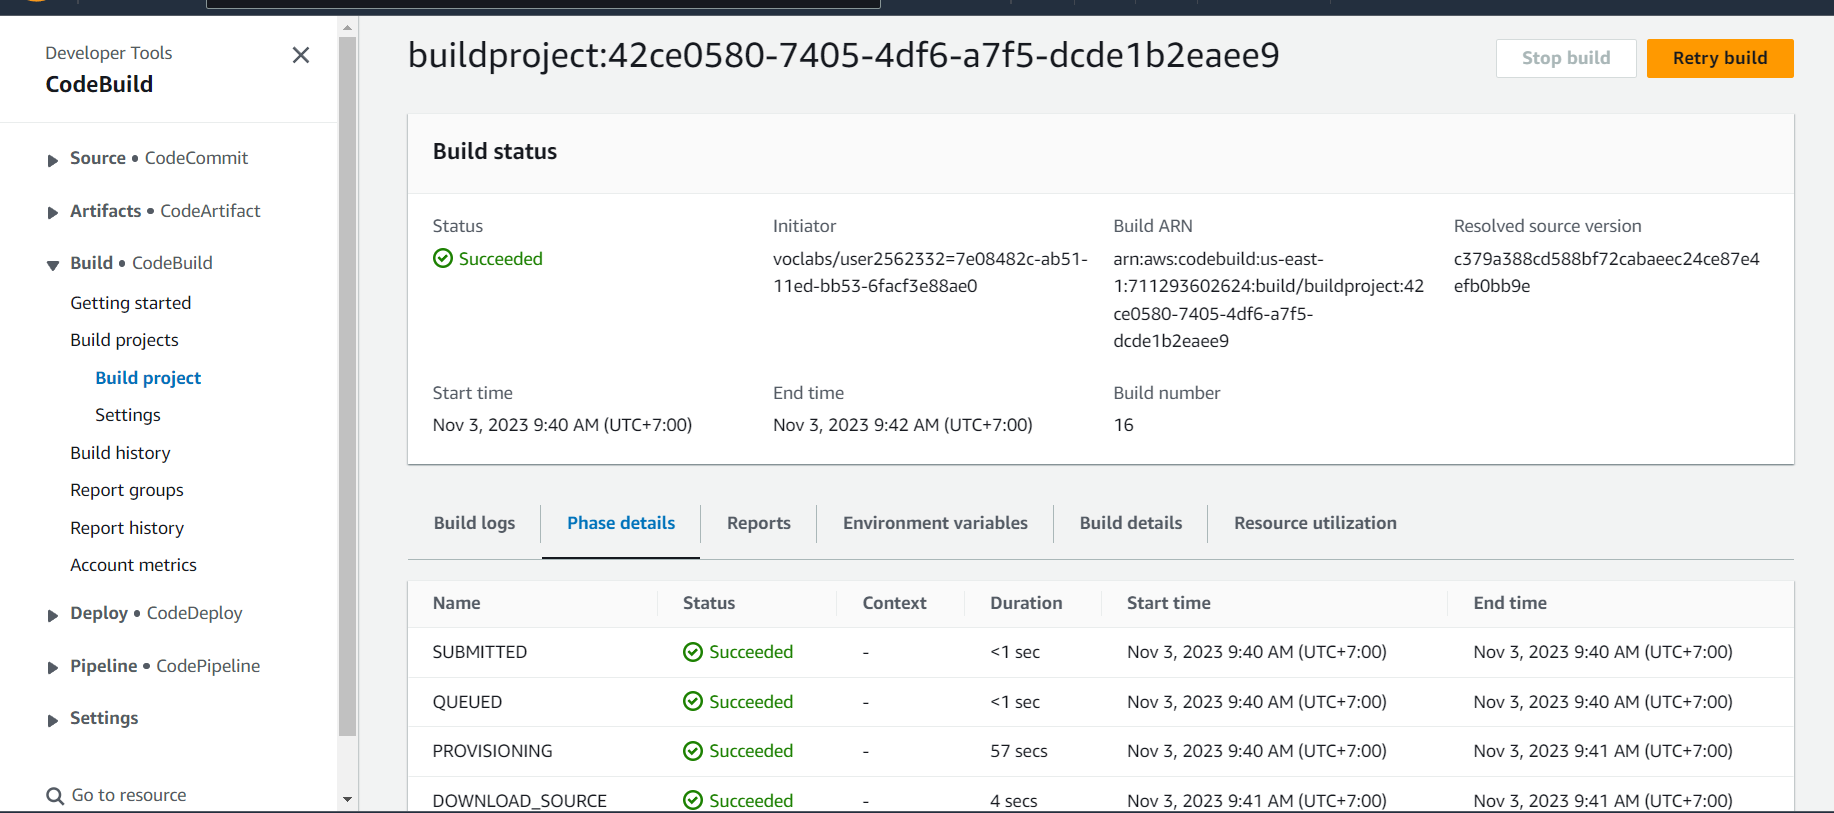 Developer Tools
CodeBuild
Source • CodeCommit
Artifacts • CodeArtifact
Build • CodeBuild
Getting started
Build projects
Build project
Settings
Build history
Report groups
Report history
Account metrics
Deploy • CodeDeploy
Pipeline • CodePipeline
Settings
Go to resource
buildproject:42ce0580-7405-4df6-a7f5-dcde1b2eaee9
Stop build
Retry build
Build status
Status
Succeeded
Initiator
voclabs/user2562332=7e08482c-ab51-
11ed-bb53-6facf3e88ae0
Build ARN
arn:aws:codebuild:us-east-
1:711293602624:build/buildproject:42
ce0580-7405-4df6-a7f5-
dcde1b2eaee9
Resolved source version
c379a388cd588bf72cabaeec24ce87e4
efb0bb9e
Start time
Nov 3, 2023 9:40 AM (UTC+7:00)
End time
Nov 3, 2023 9:42 AM (UTC+7:00)
Build number
16
Build logs Phase details Reports Environment variables Build details Resource utilization
Name Status Context Duration Start time End time
SUBMITTED Succeeded - <1 sec Nov 3, 2023 9:40 AM (UTC+7:00) Nov 3, 2023 9:40 AM (UTC+7:00)
QUEUED Succeeded - <1 sec Nov 3, 2023 9:40 AM (UTC+7:00) Nov 3, 2023 9:40 AM (UTC+7:00)
PROVISIONING Succeeded - 57 secs Nov 3, 2023 9:40 AM (UTC+7:00) Nov 3, 2023 9:41 AM (UTC+7:00)
DOWNLOAD_SOURCE Succeeded - 4 secs Nov 3, 2023 9:41 AM (UTC+7:00) Nov 3, 2023 9:41 AM (UTC+7:00)